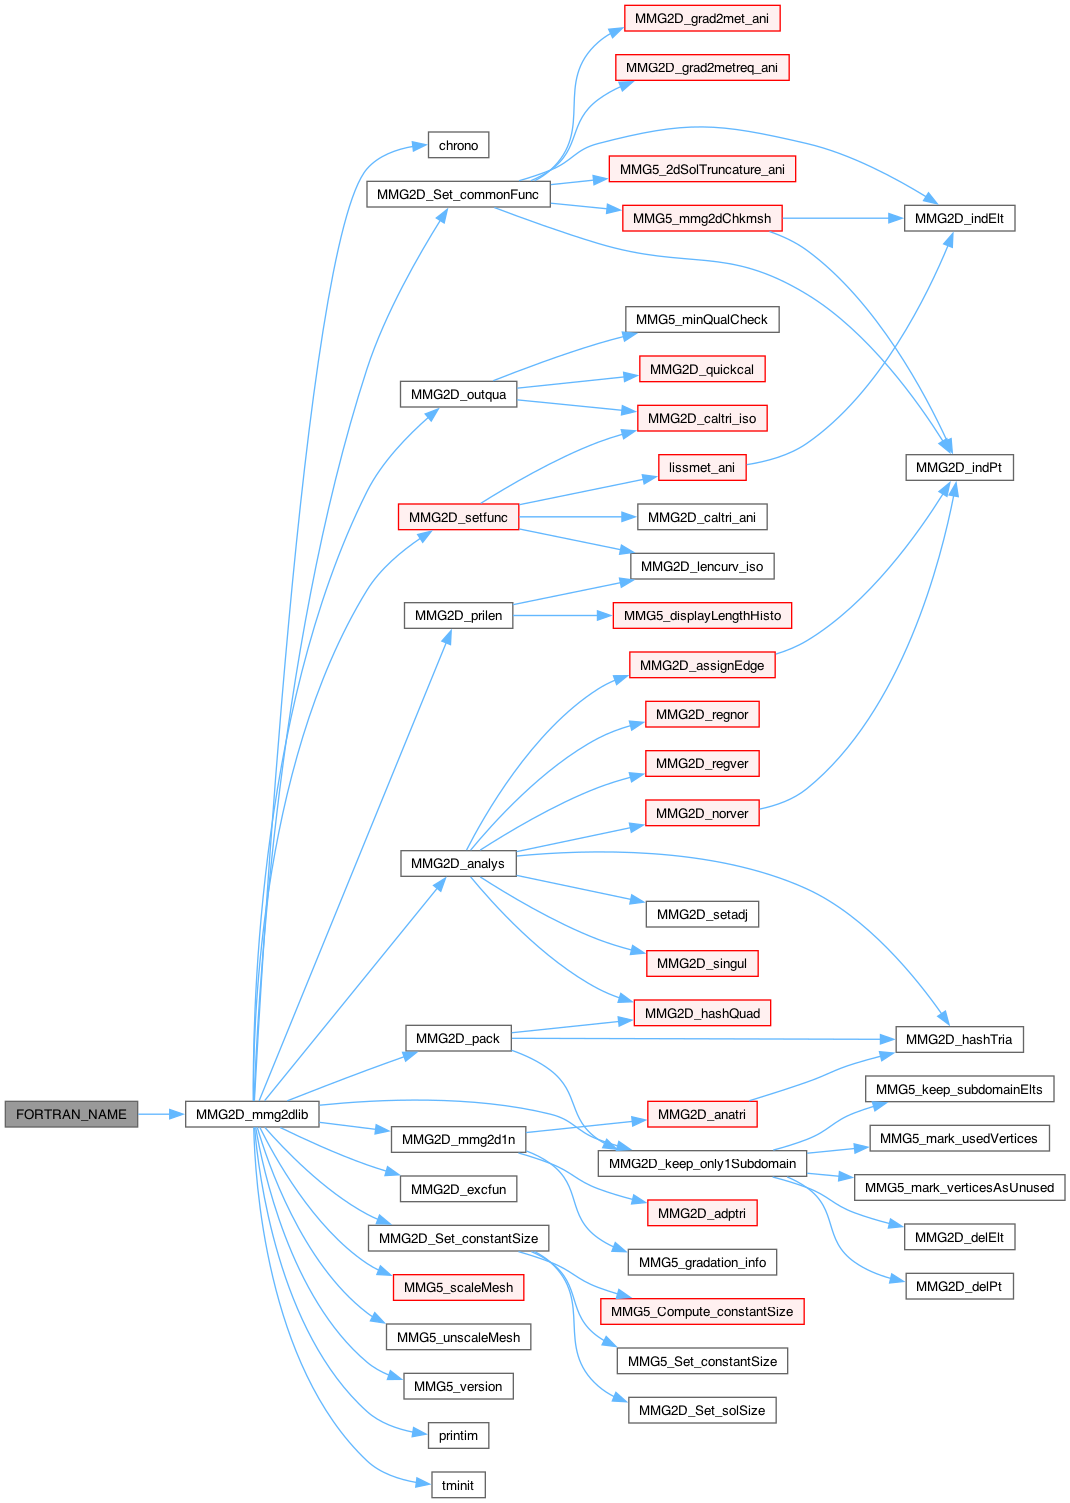 MMG2D_grad2met_ani
MMG2D_grad2metreq_ani
chrono
MMG5_2dSolTruncature_ani
MMG2D_Set_commonFunc
MMG5_mmg2dChkmsh
MMG2D_indElt
MMG5_minQualCheck
MMG2D_quickcal
MMG2D_outqua
MMG2D_caltri_iso
lissmet_ani
MMG2D_indPt
MMG2D_setfunc
MMG2D_caltri_ani
MMG2D_lencurv_iso
MMG2D_prilen
MMG5_displayLengthHisto
MMG2D_assignEdge
MMG2D_regnor
MMG2D_regver
MMG2D_norver
MMG2D_analys
MMG2D_setadj
MMG2D_singul
MMG2D_hashQuad
MMG2D_pack
MMG2D_hashTria
MMG5_keep_subdomainElts
FORTRAN_NAME
MMG2D_mmg2dlib
MMG2D_anatri
MMG2D_mmg2d1n
MMG5_mark_usedVertices
MMG2D_keep_only1Subdomain
MMG2D_excfun
MMG5_mark_verticesAsUnused
MMG2D_adptri
MMG2D_Set_constantSize
MMG2D_delElt
MMG5_gradation_info
MMG5_scaleMesh
MMG2D_delPt
MMG5_Compute_constantSize
MMG5_unscaleMesh
MMG5_Set_constantSize
MMG5_version
MMG2D_Set_solSize
printim
tminit